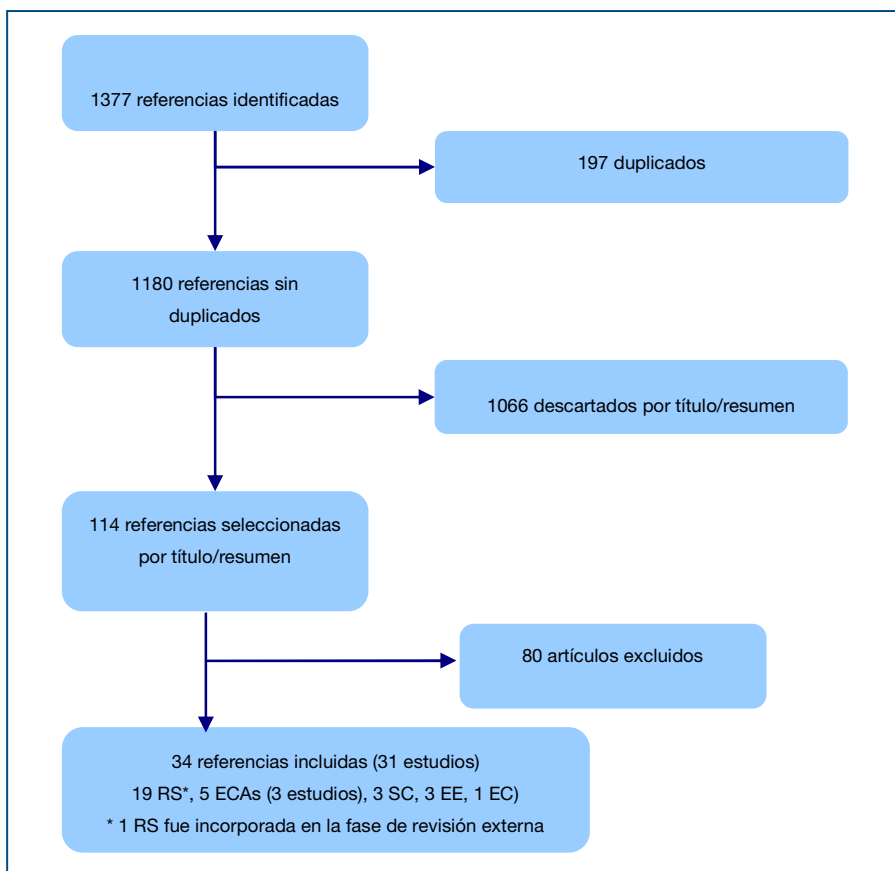 1377 referencias identificadas
197 duplicados
1180 referencias sin
duplicados
1066 descartados por título/resumen
114 referencias seleccionadas
por título/resumen
80 artículos excluidos
34 referencias incluidas (31 estudios)
19 RS*, 5 ECAs (3 estudios), 3 SC, 3 EE, 1 EC)
* 1 RS fue incorporada en la fase de revisión externa